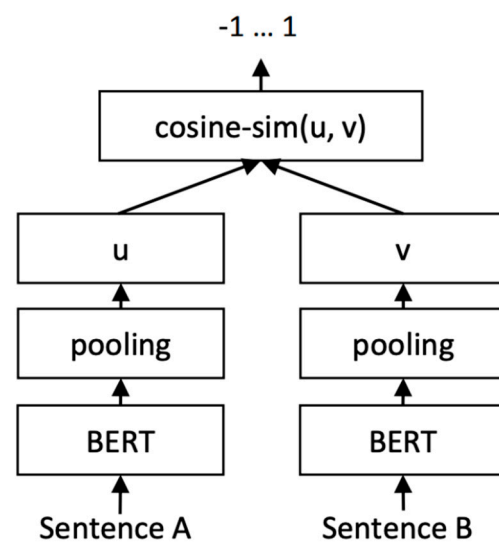 -1 … 1
cosine-sim(u, v)
u
v
pooling
pooling
BERT
BERT
Sentence A
Sentence B